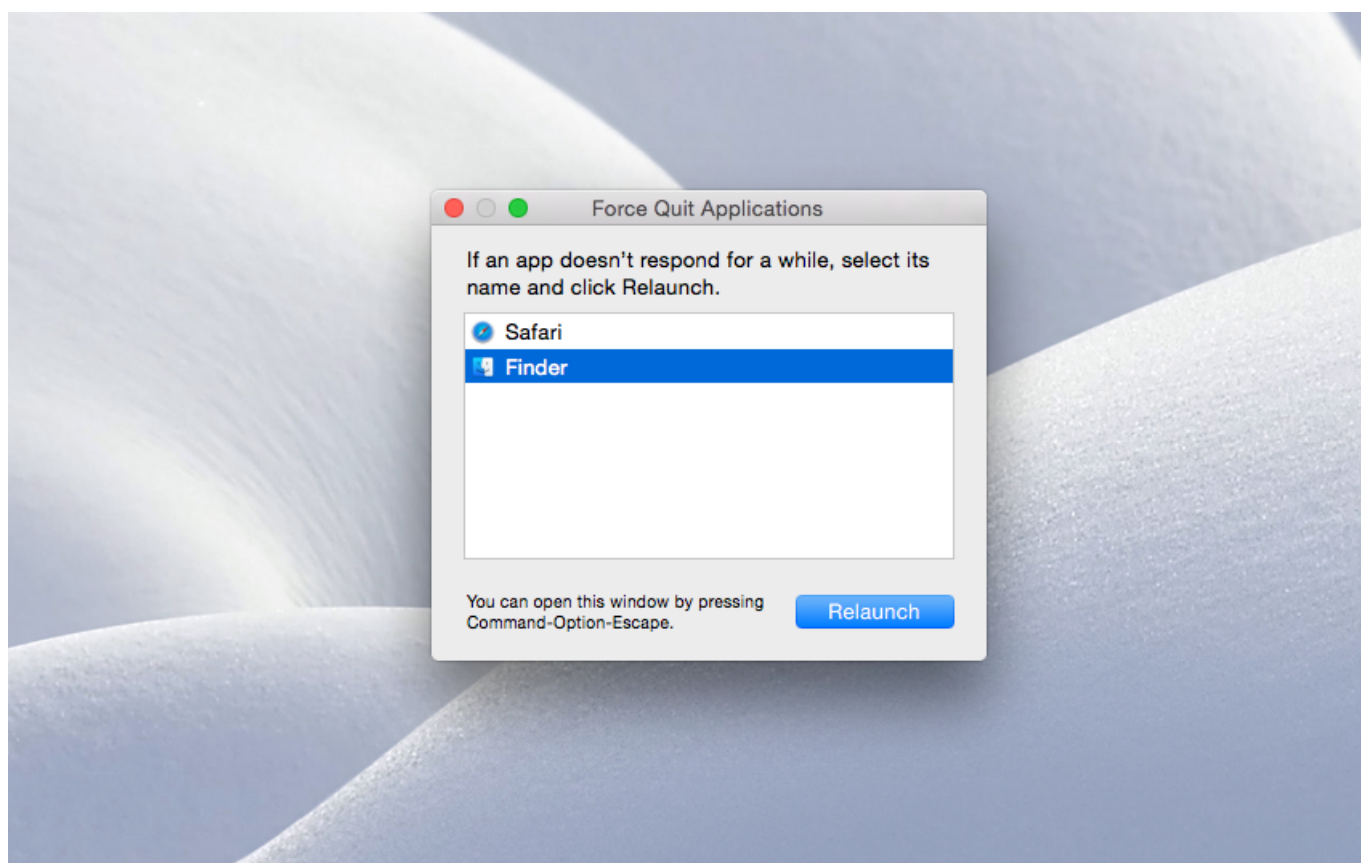 Force Quit Applications
If an app doesn’t respond for a while, select its
name and click Relaunch.
Safari
Finder
You can open this window by pressing
Command-Option-Escape.
Relaunch